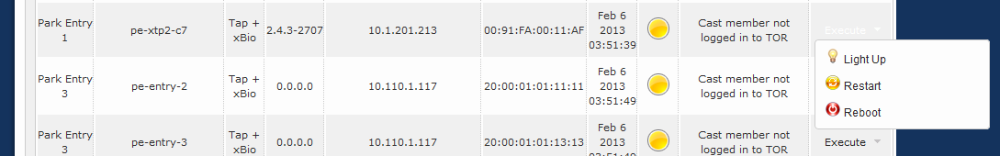 Park Entry 1 pe-xtp2-c7 Tap + xBio 2.4.3-2707 10.1.201.213 00:91:FA:00:11:AF Feb 6 2013 03:51:39 Cast member not logged in to TOR Execute
Light Up
Restart
Reboot
Park Entry 3 pe-entry-2 Tap + xBio 0.0.0.0 10.110.1.117 20:00:01:01:11:11 Feb 6 2013 03:51:49 Cast member not logged in to TOR
Park Entry 3 pe-entry-3 Tap + xBio 0.0.0.0 10.110.1.117 20:00:01:01:13:13 Feb 6 2013 03:51:49 Cast member not logged in to TOR Execute